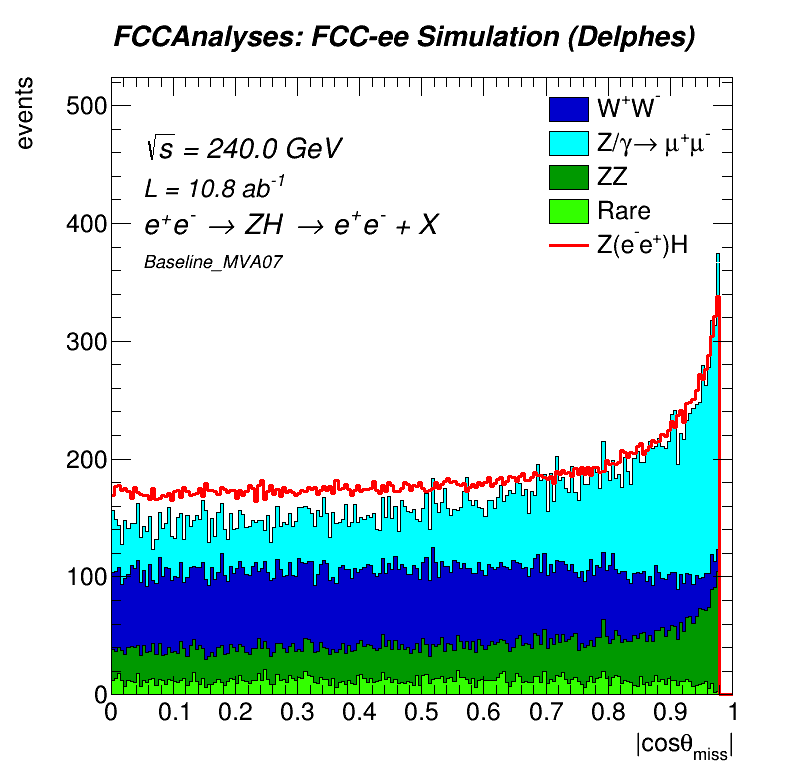 FCCAnalyses: FCC-ee Simulation (Delphes)
events
500
400
300
200
100
0
√s = 240.0 GeV
L = 10.8 ab⁻¹
e⁺e⁻ → ZH → e⁺e⁻ + X
Baseline_MVA07
W⁺W⁻
Z/γ→ μ⁺μ⁻
ZZ
Rare
Z(e⁻e⁺)H
0 0.1 0.2 0.3 0.4 0.5 0.6 0.7 0.8 0.9 1
|cosθ_miss|